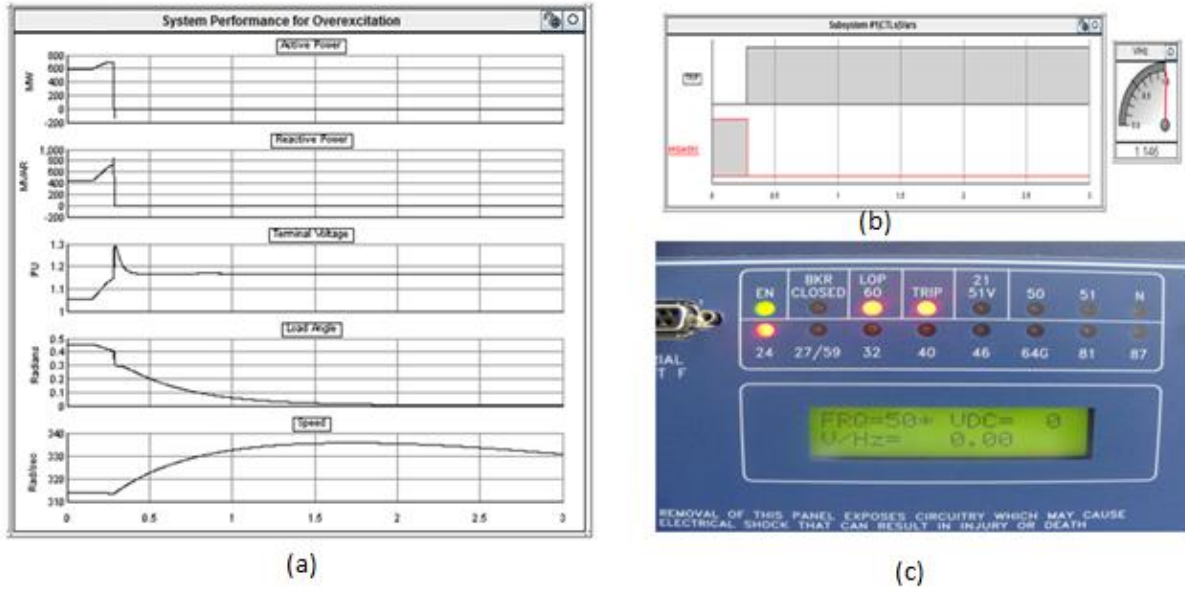 System Performance for Overexcitation
Active Power
MW
800
600
400
200
0
-200
Reactive Power
MVAR
1,000
800
600
400
200
0
-200
Terminal Voltage
PU
1.3
1.2
1.1
1
Load Angle
Radians
0.5
0.4
0.3
0.2
0.1
0
Speed
Rad/sec
340
330
320
310
0 0.5 1 1.5 2 2.5 3
(a)
Subsystem #1|CTLs|Vars
TRIP
0 0.5 1 1.5 2 2.5 3
(b)
1.146
EN BKR CLOSED LOP 60 TRIP 21 51V 50 51 N
24 27/59 32 40 46 64G 81 87
FRQ=50* VDC= 0
V/Hz= 0.00
REMOVAL OF THIS PANEL EXPOSES CIRCUITRY WHICH MAY CAUSE
ELECTRICAL SHOCK THAT CAN RESULT IN INJURY OR DEATH
(c)